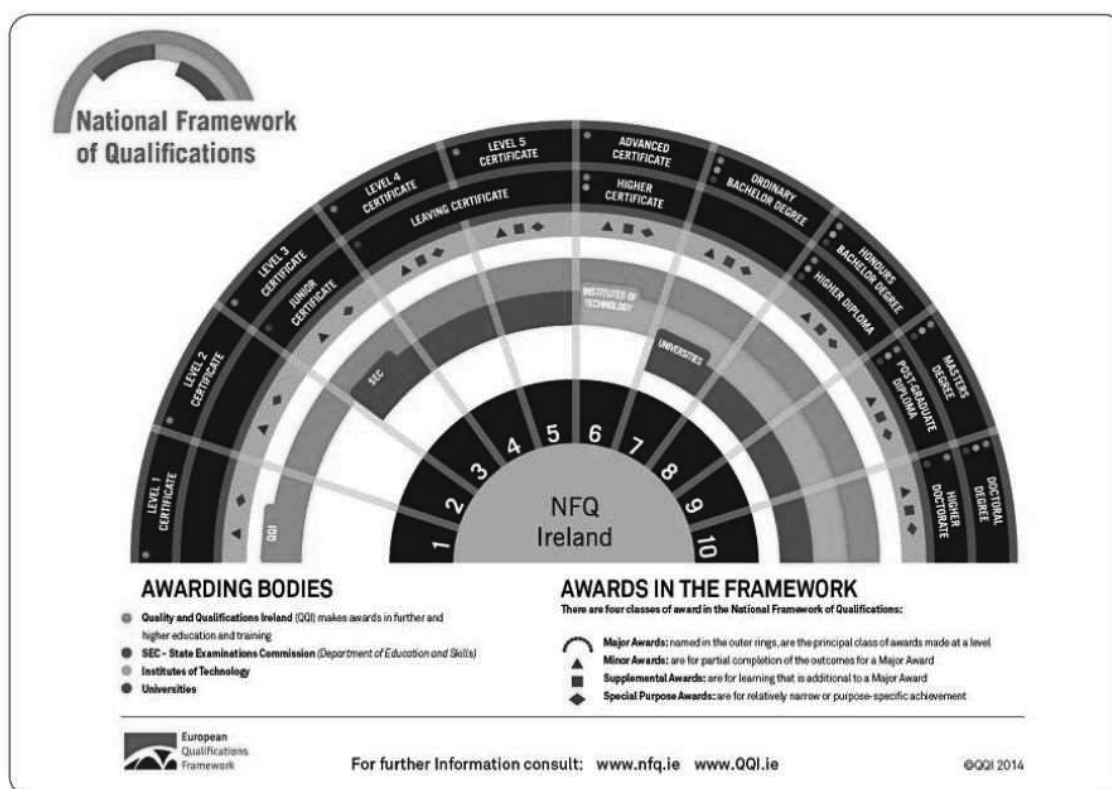 National Framework
of Qualifications
LEVEL 1
CERTIFICATE
LEVEL 2
CERTIFICATE
LEVEL 3
CERTIFICATE
LEVEL 4
CERTIFICATE
LEVEL 5
CERTIFICATE
ADVANCED
CERTIFICATE
ORDINARY
BACHELOR DEGREE
HONOURS
BACHELOR DEGREE
MASTERS
DEGREE
DOCTORAL
DEGREE
JUNIOR
CERTIFICATE
LEAVING CERTIFICATE
HIGHER
CERTIFICATE
HIGHER DIPLOMA
POST-GRADUATE
DIPLOMA
HIGHER
DOCTORATE
QQI
SEC
INSTITUTES OF
TECHNOLOGY
UNIVERSITIES
1
2
3
4
5
6
7
8
9
10
NFQ
Ireland
AWARDING BODIES
Quality and Qualifications Ireland (QQI) makes awards in further and
higher education and training
SEC - State Examinations Commission (Department of Education and Skills)
Institutes of Technology
Universities
AWARDS IN THE FRAMEWORK
There are four classes of award in the National Framework of Qualifications:
Major Awards: named in the outer rings, are the principal class of awards made at a level
Minor Awards: are for partial completion of the outcomes for a Major Award
Supplemental Awards: are for learning that is additional to a Major Award
Special Purpose Awards: are for relatively narrow or purpose-specific achievement
European
Qualifications
Framework
For further Information consult: www.nfq.ie www.QQI.ie
©QQI 2014